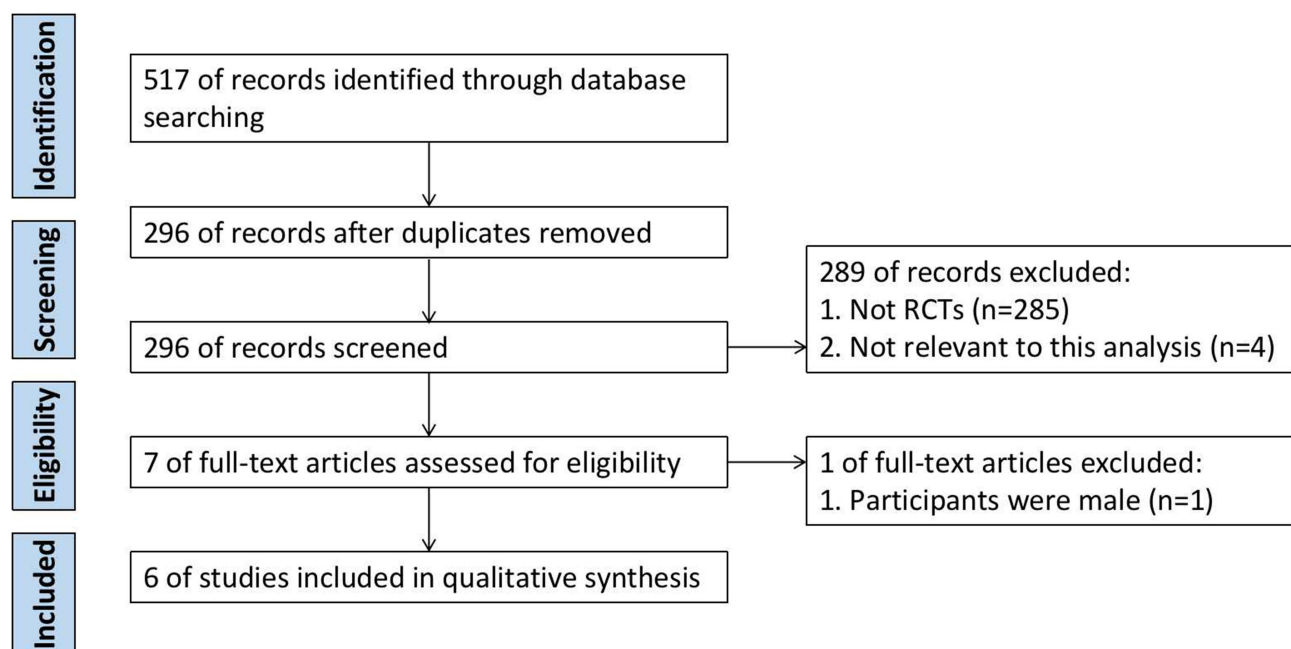 Identification
517 of records identified through database
searching
296 of records after duplicates removed
Screening
289 of records excluded:
1. Not RCTs (n=285)
2. Not relevant to this analysis (n=4)
296 of records screened
Eligibility
7 of full-text articles assessed for eligibility
1 of full-text articles excluded:
1. Participants were male (n=1)
Included
6 of studies included in qualitative synthesis